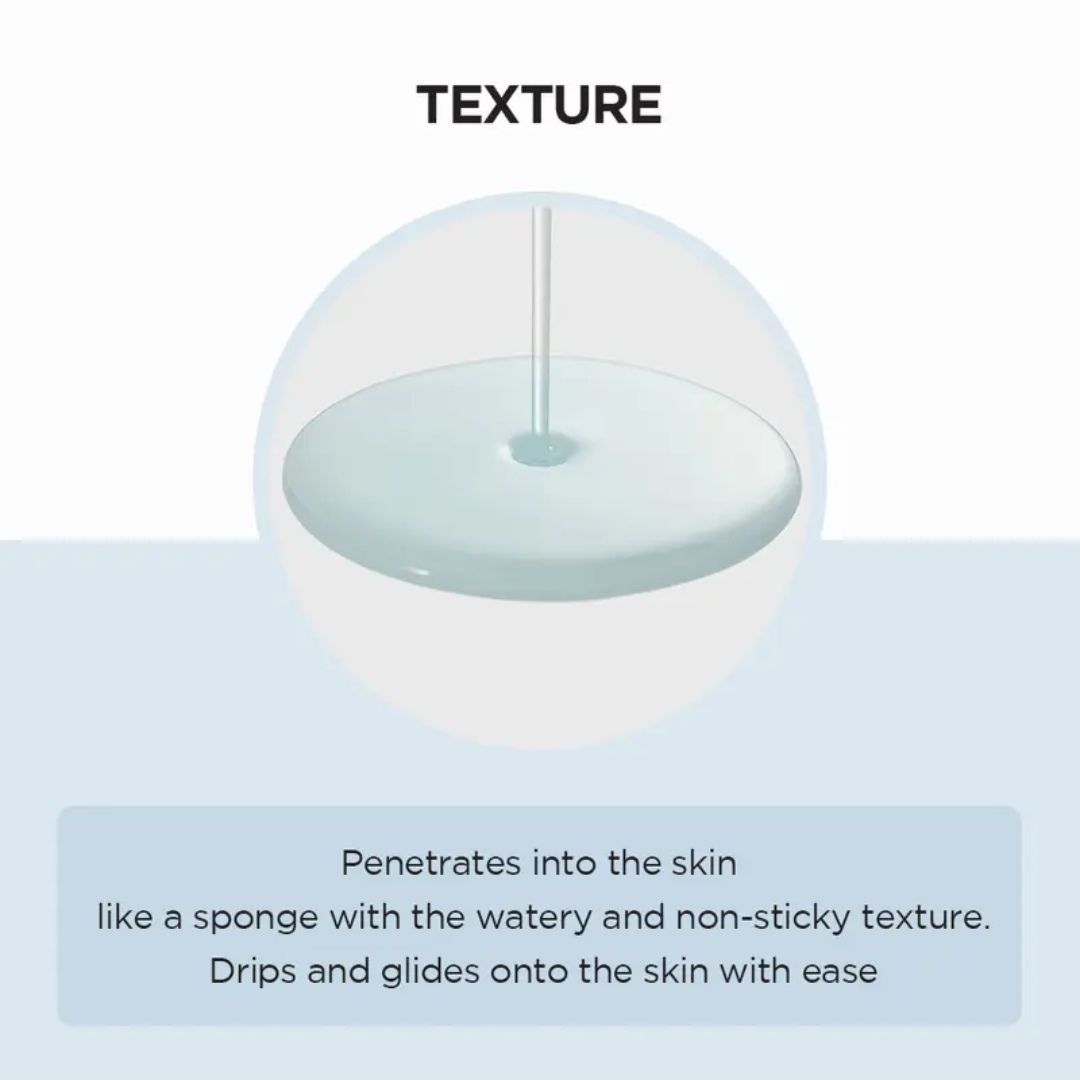 TEXTURE
Penetrates into the skin
like a sponge with the watery and non-sticky texture.
Drips and glides onto the skin with ease